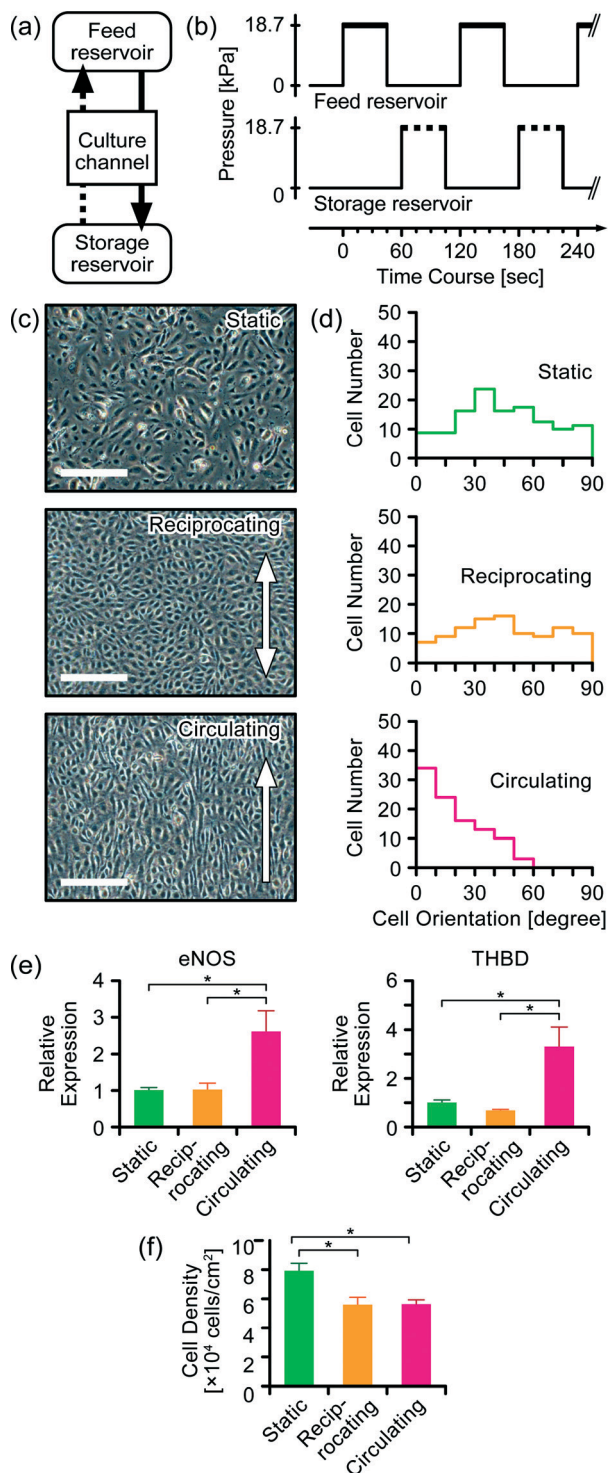 (a)
Feed
reservoir
Culture
channel
Storage
reservoir
(b)
Pressure [kPa]
18.7
0
Feed reservoir
18.7
0
Storage reservoir
0 60 120 180 240
Time Course [sec]
(c)
Static
Reciprocating
Circulating
(d)
Cell Number
50
40
30
20
10
0
Static
0 30 60 90
Cell Number
50
40
30
20
10
0
Reciprocating
0 30 60 90
Cell Number
50
40
30
20
10
0
Circulating
0 30 60 90
Cell Orientation [degree]
(e)
eNOS
Relative
Expression
4
3
2
1
0
* *
Static
Recip-
rocating
Circulating
THBD
Relative
Expression
6
4
2
0
* *
Static
Recip-
rocating
Circulating
(f)
Cell Density
[×10⁴ cells/cm²]
10
8
6
4
2
0
* *
Static
Recip-
rocating
Circulating